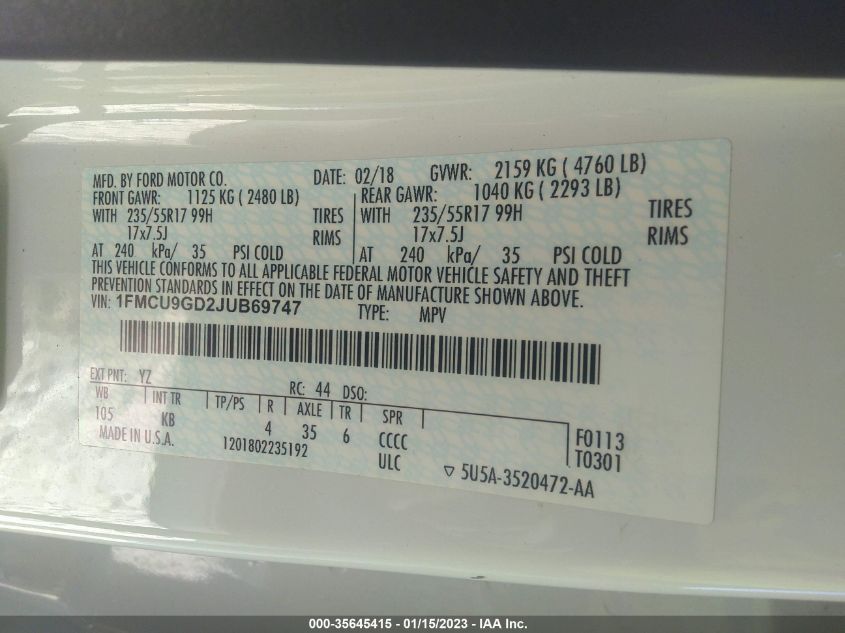 MFD. BY FORD MOTOR CO. DATE: 02/18 GVWR: 2159 KG ( 4760 LB)
FRONT GAWR: 1125 KG ( 2480 LB) REAR GAWR: 1040 KG ( 2293 LB)
WITH 235/55R17 99H TIRES WITH 235/55R17 99H TIRES
17x7.5J RIMS 17x7.5J RIMS
AT 240 kPa/ 35 PSI COLD AT 240 kPa/ 35 PSI COLD
THIS VEHICLE CONFORMS TO ALL APPLICABLE FEDERAL MOTOR VEHICLE SAFETY AND THEFT
PREVENTION STANDARDS IN EFFECT ON THE DATE OF MANUFACTURE SHOWN ABOVE.
VIN: 1FMCU9GD2JUB69747 TYPE: MPV
EXT PNT: YZ RC: 44 DSO:
WB INT TR TP/PS R AXLE TR SPR
105 KB 4 35 6 CCCC F0113
MADE IN U.S.A. 1201802235192 ULC T0301
5U5A-3520472-AA
000-35645415 - 01/15/2023 - IAA Inc.